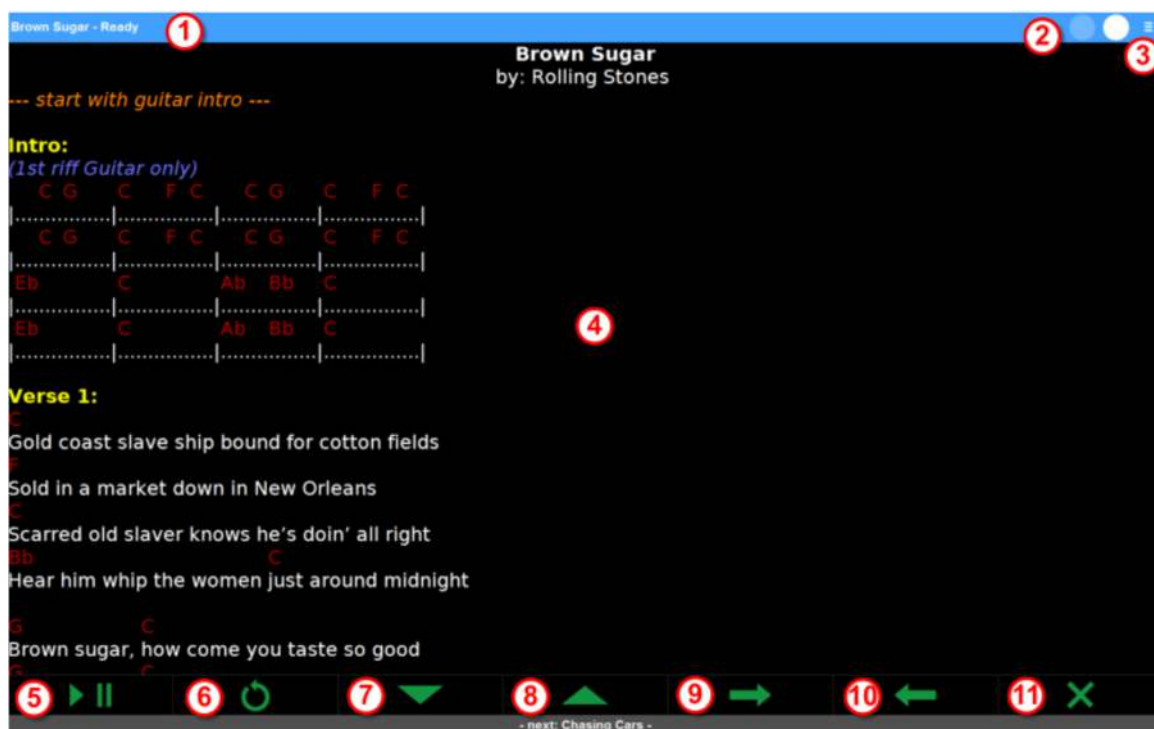 Brown Sugar - Ready
1
2
3
Brown Sugar
by: Rolling Stones
--- start with guitar intro ---
Intro:
(1st riff Guitar only)
C G C F C C G C F C
|................|................|................|................|
C G C F C C G C F C
|................|................|................|................|
Eb C Ab Bb C
|................|................|................|................|
4
Eb C Ab Bb C
|................|................|................|................|
Verse 1:
C
Gold coast slave ship bound for cotton fields
F
Sold in a market down in New Orleans
C
Scarred old slaver knows he’s doin’ all right
Bb C
Hear him whip the women just around midnight
G C
Brown sugar, how come you taste so good
G C
5 6 7 8 9 10 11
- next: Chasing Cars -